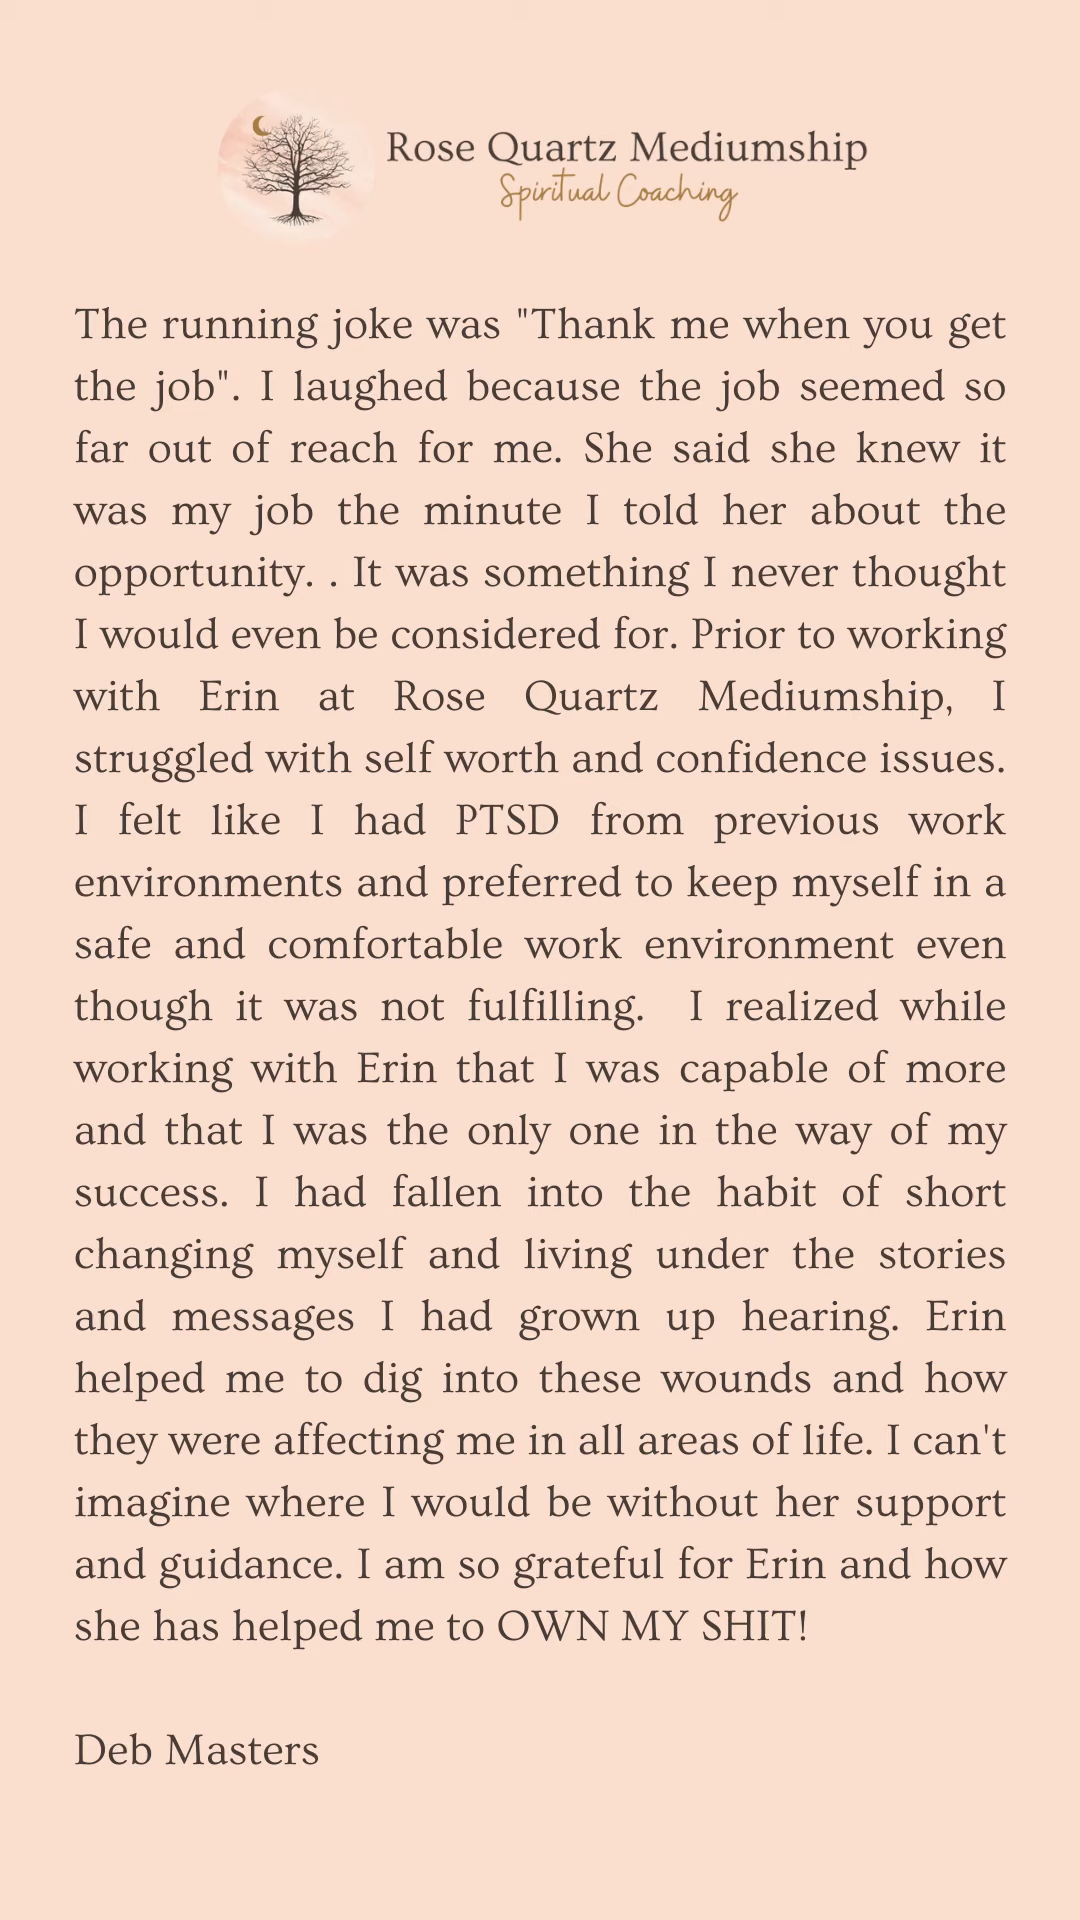 Rose Quartz Mediumship
Spiritual Coaching
The running joke was "Thank me when you get
the job". I laughed because the job seemed so
far out of reach for me. She said she knew it
was my job the minute I told her about the
opportunity. . It was something I never thought
I would even be considered for. Prior to working
with Erin at Rose Quartz Mediumship, I
struggled with self worth and confidence issues.
I felt like I had PTSD from previous work
environments and preferred to keep myself in a
safe and comfortable work environment even
though it was not fulfilling.  I realized while
working with Erin that I was capable of more
and that I was the only one in the way of my
success. I had fallen into the habit of short
changing myself and living under the stories
and messages I had grown up hearing. Erin
helped me to dig into these wounds and how
they were affecting me in all areas of life. I can't
imagine where I would be without her support
and guidance. I am so grateful for Erin and how
she has helped me to OWN MY SHIT!
Deb Masters